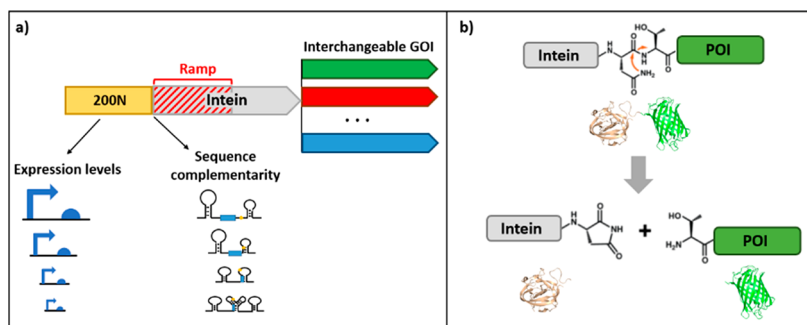 a)
Interchangeable GOI
Ramp
200N
Intein
...
Expression levels
Sequence
complementarity
b)
HO
Intein
N
H
O
H
N
O
POI
NH₂
O
Intein
H
N
O
NH
O
+
HO
H₂N
O
POI